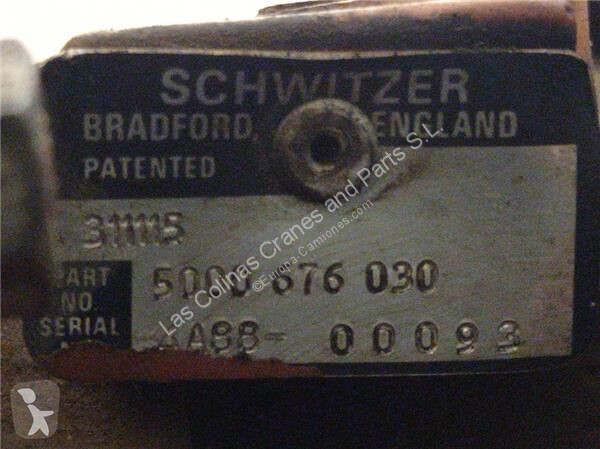 SCHWITZER
BRADFORD, ENGLAND
PATENTED
311115
PART NO. 5000 676 030
SERIAL AA88-00093
Las Colinas Cranes and Parts S.L.
©Europa-Camiones.com